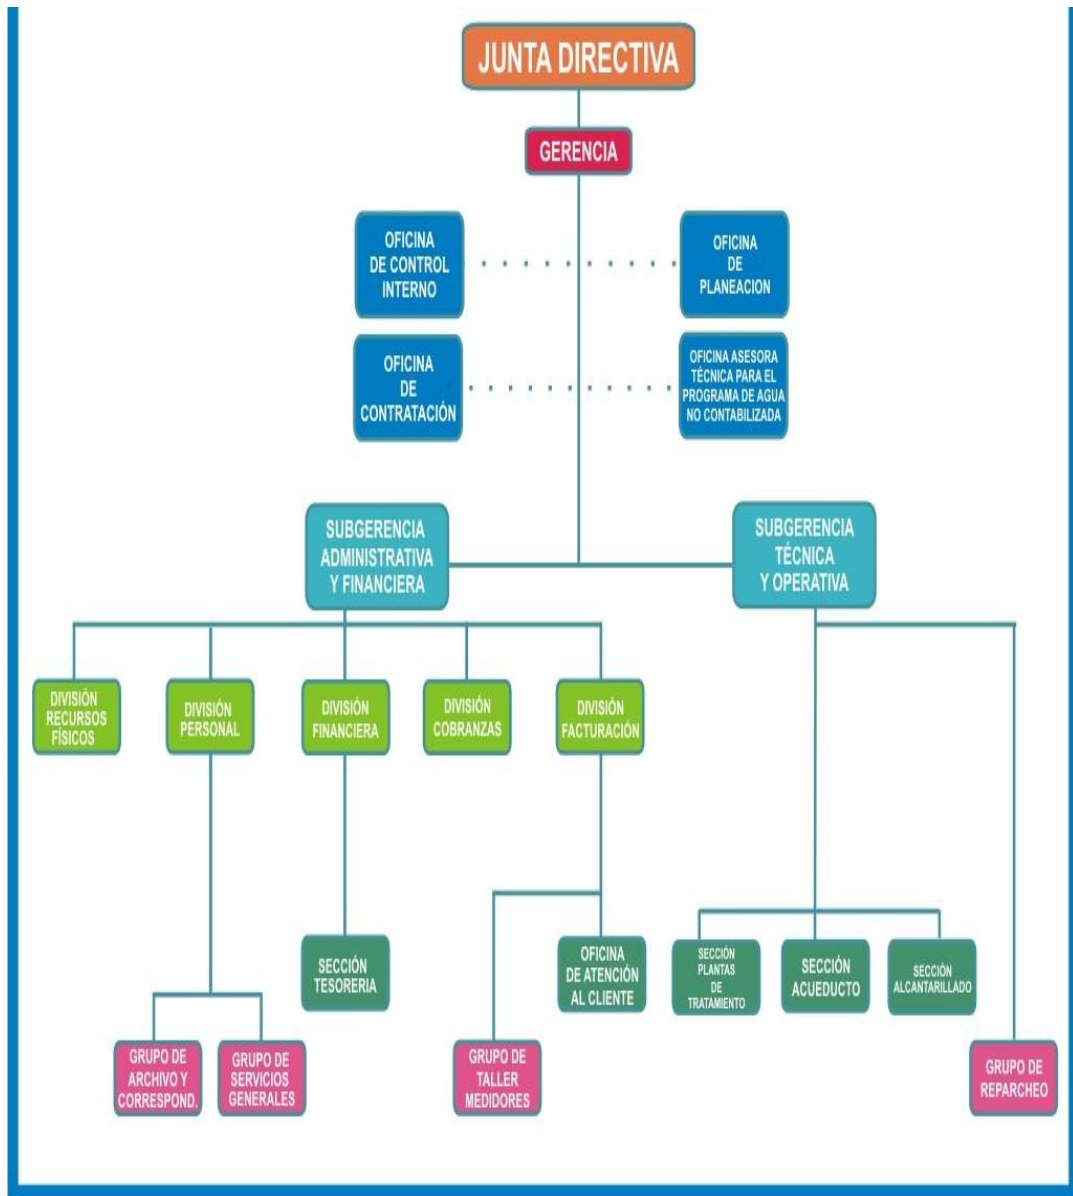 JUNTA DIRECTIVA
GERENCIA
OFICINA
DE CONTROL
INTERNO
OFICINA
DE
PLANEACION
OFICINA
DE
CONTRATACIÓN
OFICINA ASESORA
TÉCNICA PARA EL
PROGRAMA DE AGUA
NO CONTABILIZADA
SUBGERENCIA
ADMINISTRATIVA
Y FINANCIERA
SUBGERENCIA
TÉCNICA
Y OPERATIVA
DIVISIÓN
RECURSOS
FÍSICOS
DIVISIÓN
PERSONAL
DIVISIÓN
FINANCIERA
DIVISIÓN
COBRANZAS
DIVISIÓN
FACTURACIÓN
SECCIÓN
TESORERIA
OFICINA
DE ATENCIÓN
AL CLIENTE
SECCIÓN
PLANTAS
DE
TRATAMIENTO
SECCIÓN
ACUEDUCTO
SECCIÓN
ALCANTARILLADO
GRUPO DE
ARCHIVO Y
CORRESPOND.
GRUPO DE
SERVICIOS
GENERALES
GRUPO DE
TALLER
MEDIDORES
GRUPO DE
REPARCHEO